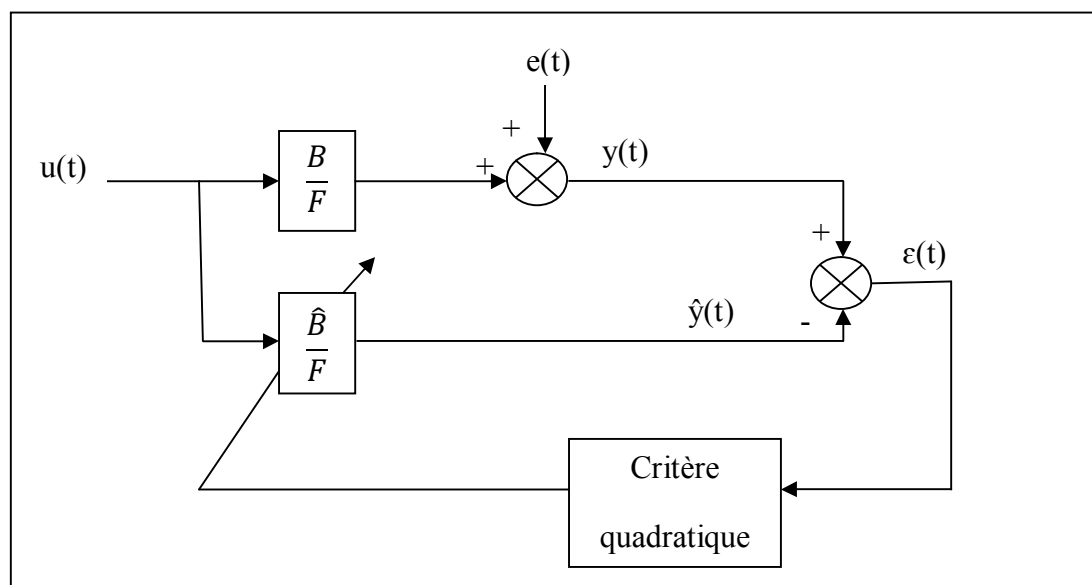 e(t)
+
u(t)
B
F
+
y(t)
+
ε(t)
B̂
F
ŷ(t)
-
Critère
quadratique